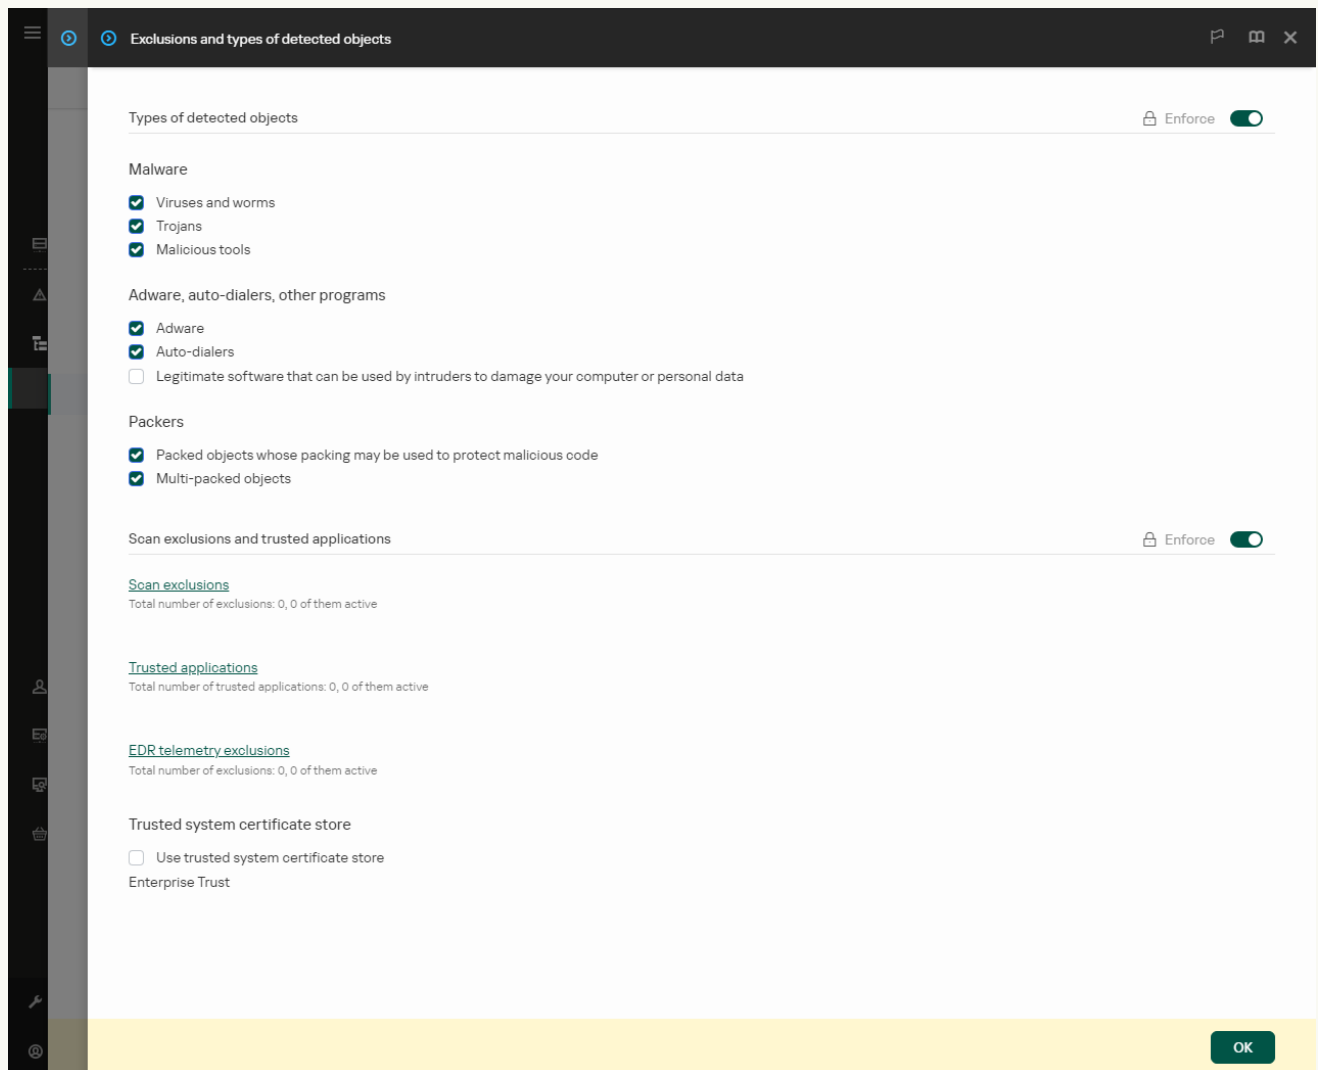 Exclusions and types of detected objects
Types of detected objects
Enforce
Malware
Viruses and worms
Trojans
Malicious tools
Adware, auto-dialers, other programs
Adware
Auto-dialers
Legitimate software that can be used by intruders to damage your computer or personal data
Packers
Packed objects whose packing may be used to protect malicious code
Multi-packed objects
Scan exclusions and trusted applications
Enforce
Scan exclusions
Total number of exclusions: 0, 0 of them active
Trusted applications
Total number of trusted applications: 0, 0 of them active
EDR telemetry exclusions
Total number of exclusions: 0, 0 of them active
Trusted system certificate store
Use trusted system certificate store
Enterprise Trust
OK